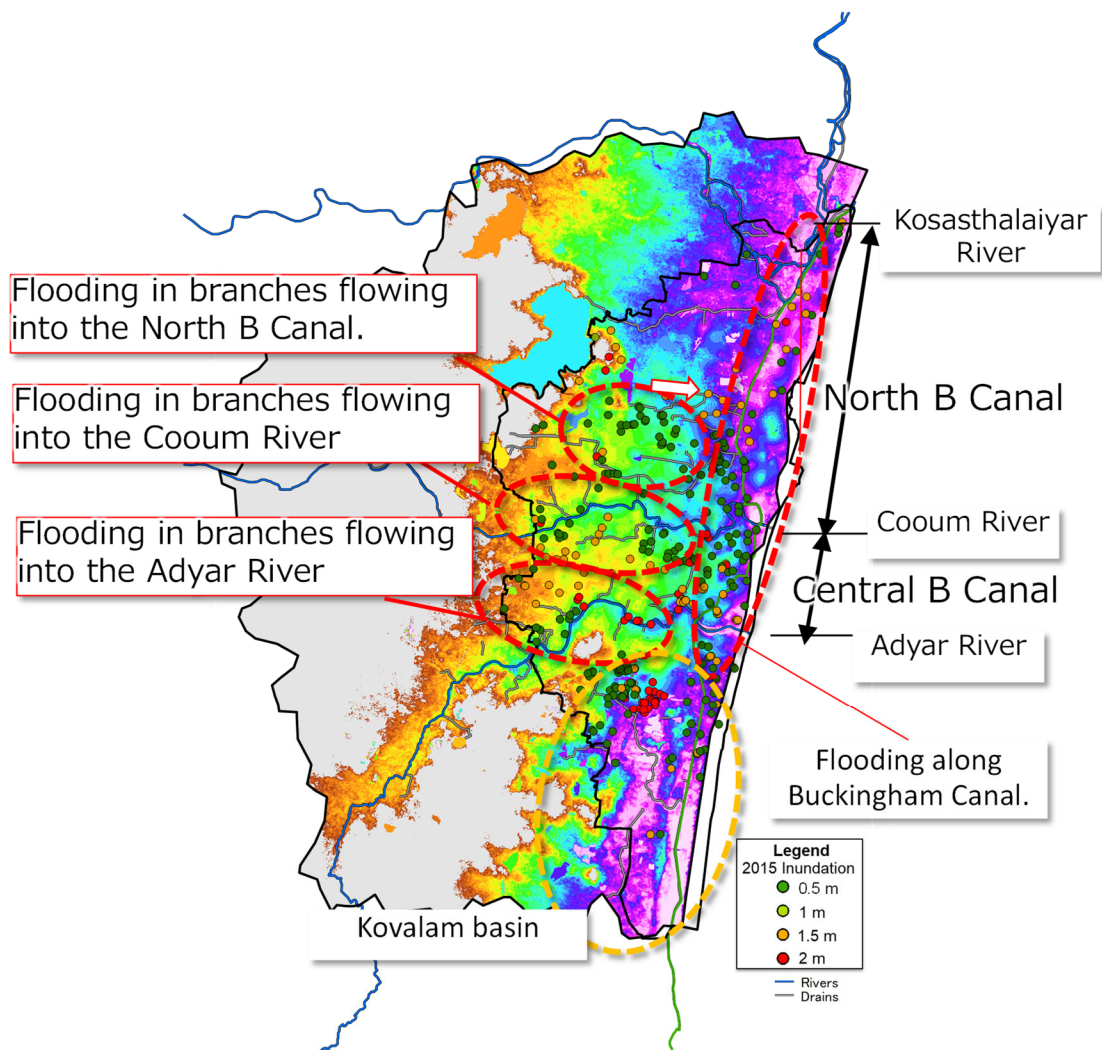 Kosasthalaiyar
River
Flooding in branches flowing
into the North B Canal.
Flooding in branches flowing
into the Cooum River
North B Canal
Flooding in branches flowing
into the Adyar River
Cooum River
Central B Canal
Adyar River
Flooding along
Buckingham Canal.
Kovalam basin
Legend
2015 Inundation
0.5 m
1 m
1.5 m
2 m
Rivers
Drains